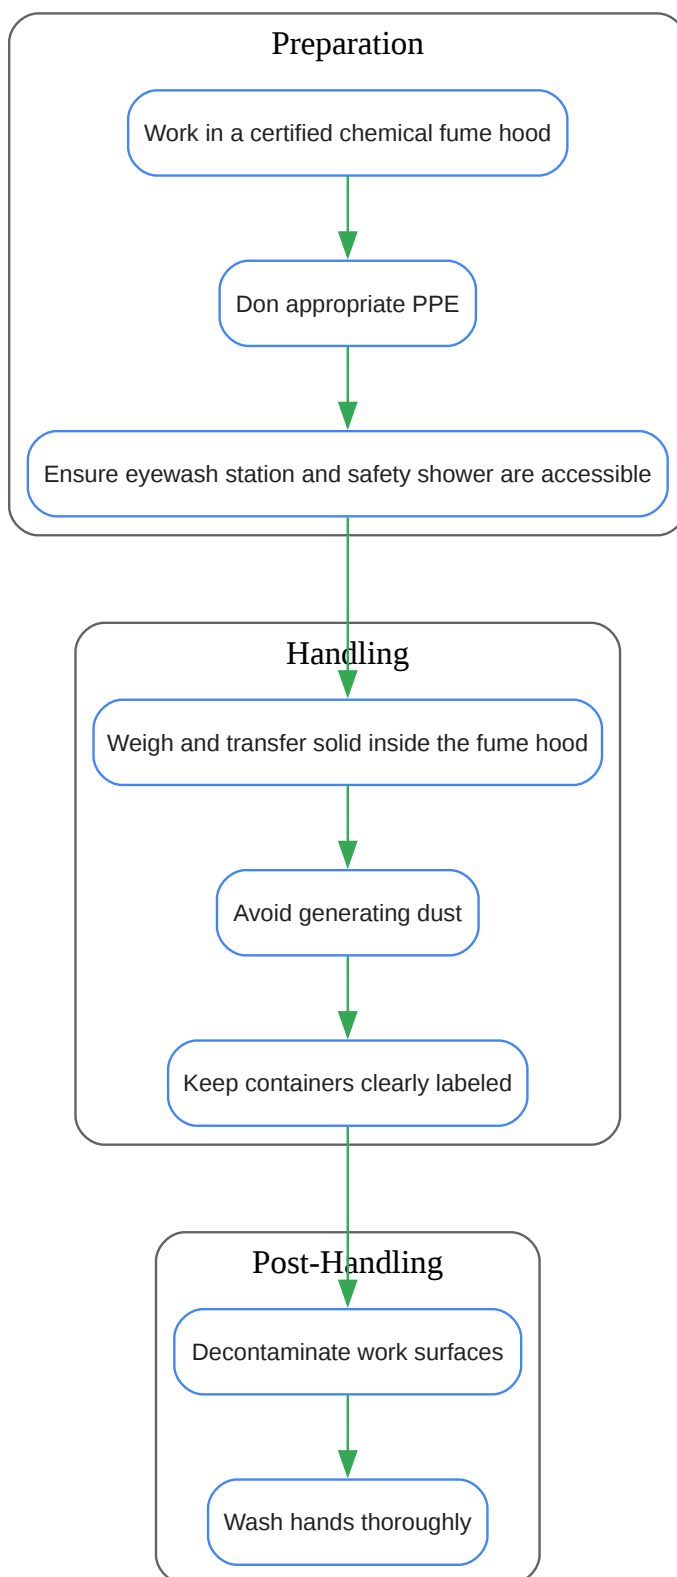 Preparation
Work in a certified chemical fume hood
Don appropriate PPE
Ensure eyewash station and safety shower are accessible
Handling
Weigh and transfer solid inside the fume hood
Avoid generating dust
Keep containers clearly labeled
Post-Handling
Decontaminate work surfaces
Wash hands thoroughly